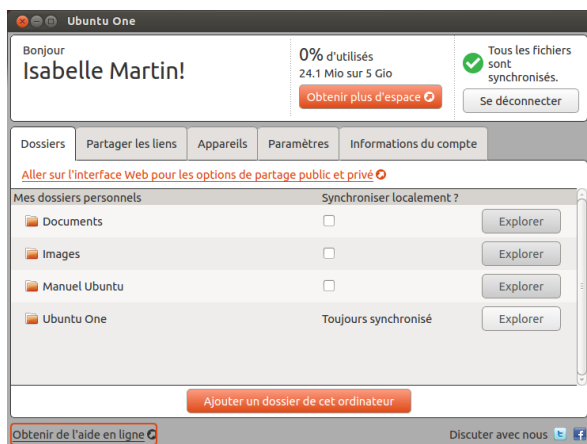 Ubuntu One
Bonjour
Isabelle Martin!
0% d'utilisés
24.1 Mio sur 5 Gio
Obtenir plus d'espace
Tous les fichiers
sont
synchronisés.
Se déconnecter
Dossiers
Partager les liens
Appareils
Paramètres
Informations du compte
Aller sur l'interface Web pour les options de partage public et privé
Mes dossiers personnels
Synchroniser localement ?
Documents
Explorer
Images
Explorer
Manuel Ubuntu
Explorer
Ubuntu One
Toujours synchronisé
Explorer
Ajouter un dossier de cet ordinateur
Obtenir de l'aide en ligne
Discuter avec nous